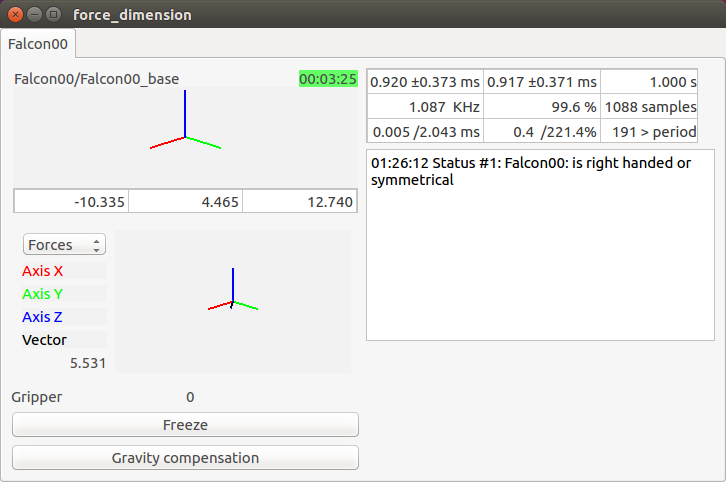 force_dimension
Falcon00
Falcon00/Falcon00_base 00:03:25
-10.335 4.465 12.740
Forces
Axis X
Axis Y
Axis Z
Vector
5.531
Gripper 0
Freeze
Gravity compensation
0.920 ±0.373 ms 0.917 ±0.371 ms 1.000 s
1.087 KHz 99.6 % 1088 samples
0.005 /2.043 ms 0.4 /221.4% 191 > period
01:26:12 Status #1: Falcon00: is right handed or
symmetrical